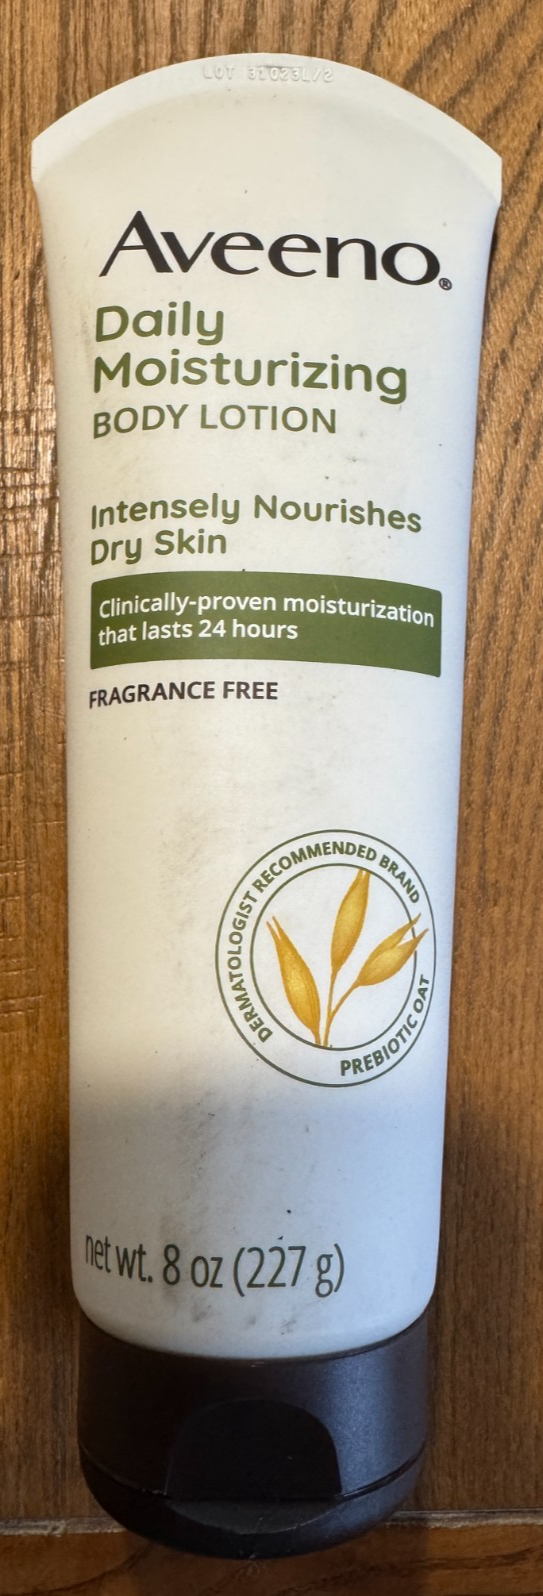 Aveeno®
Daily
Moisturizing
BODY LOTION
Intensely Nourishes
Dry Skin
Clinically-proven moisturization
that lasts 24 hours
FRAGRANCE FREE
DERMATOLOGIST RECOMMENDED BRAND
PREBIOTIC OAT
net wt. 8 oz (227 g)